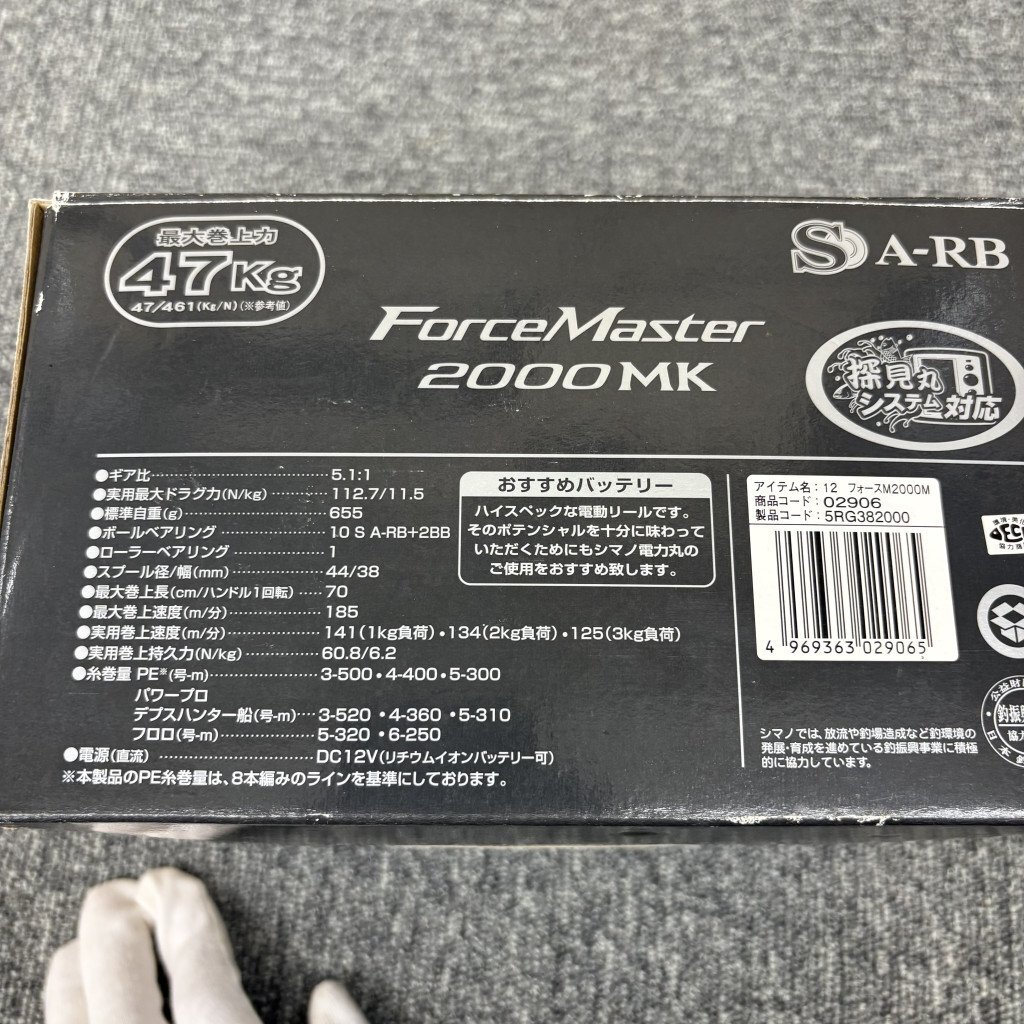 最大巻上力
47Kg
47/461(Kg/N)(※参考値)
S A-RB
ForceMaster
2000MK
探見丸
システム対応
●ギア比 5.1:1
●実用最大ドラグ力(N/kg) 112.7/11.5
●標準自重(g) 655
●ボールベアリング 10 S A-RB+2BB
●ローラーベアリング 1
●スプール径/幅(mm) 44/38
●最大巻上長(cm/ハンドル1回転) 70
●最大巻上速度(m/分) 185
●実用巻上速度(m/分) 141(1kg負荷)・134(2kg負荷)・125(3kg負荷)
●実用巻上持久力(N/kg) 60.8/6.2
●糸巻量 PE※(号-m) 3-500・4-400・5-300
パワープロ
デプスハンター船(号-m) 3-520・4-360・5-310
フロロ(号-m) 5-320・6-250
●電源(直流) DC12V(リチウムイオンバッテリー可)
※本製品のPE糸巻量は、8本編みのラインを基準にしております。
おすすめバッテリー
ハイスペックな電動リールです。
そのポテンシャルを十分に味わって
いただくためにもシマノ電力丸の
ご使用をおすすめ致します。
アイテム名:12 フォースM2000M
商品コード:02906
製品コード:5RG382000
4 969363 029065
シマノでは、放流や釣場造成など釣環境の
発展・育成を進めている釣振興事業に積極
的に協力しています。